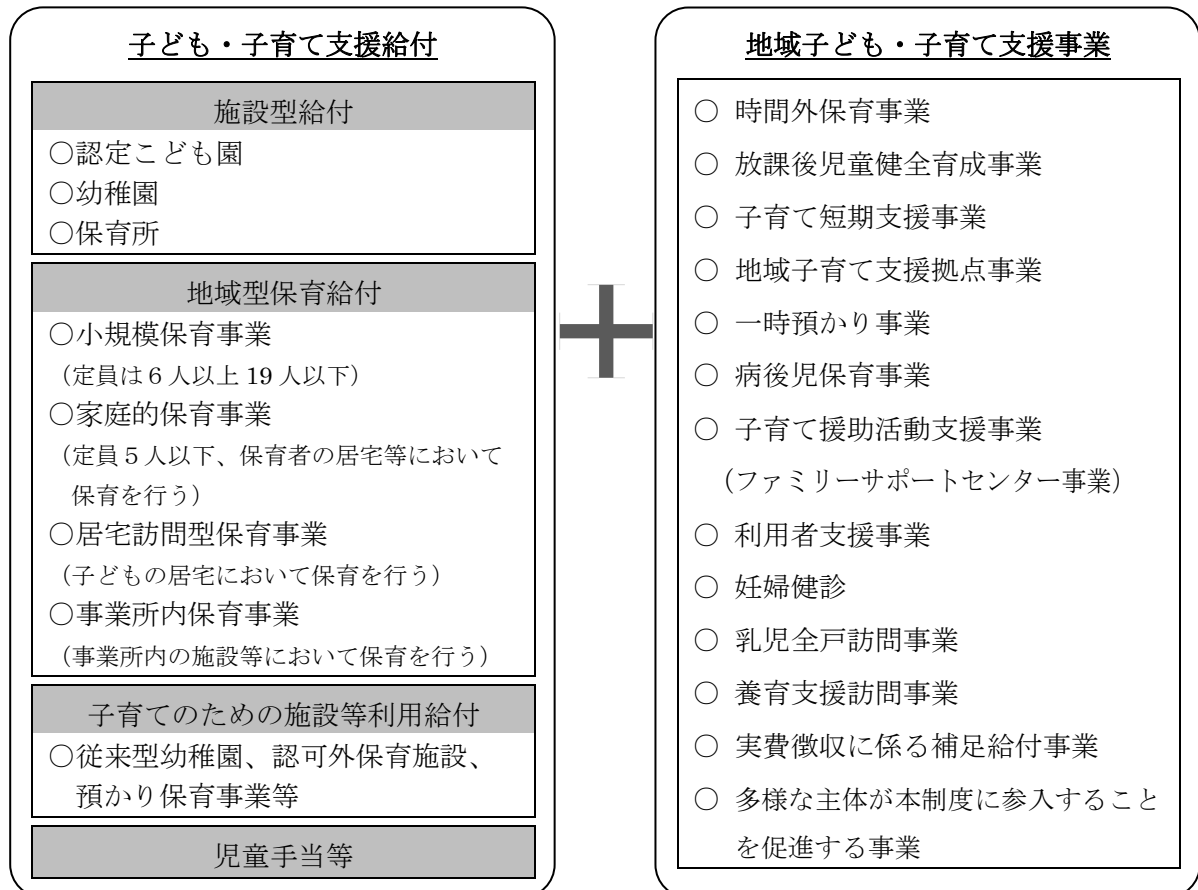 子ども・子育て支援給付
施設型給付
○認定こども園
○幼稚園
○保育所
地域型保育給付
○小規模保育事業
（定員は６人以上 19 人以下）
○家庭的保育事業
（定員５人以下、保育者の居宅等において
保育を行う）
○居宅訪問型保育事業
（子どもの居宅において保育を行う）
○事業所内保育事業
（事業所内の施設等において保育を行う）
子育てのための施設等利用給付
○従来型幼稚園、認可外保育施設、
預かり保育事業等
児童手当等
地域子ども・子育て支援事業
○ 時間外保育事業
○ 放課後児童健全育成事業
○ 子育て短期支援事業
○ 地域子育て支援拠点事業
○ 一時預かり事業
○ 病後児保育事業
○ 子育て援助活動支援事業
（ファミリーサポートセンター事業）
○ 利用者支援事業
○ 妊婦健診
○ 乳児全戸訪問事業
○ 養育支援訪問事業
○ 実費徴収に係る補足給付事業
○ 多様な主体が本制度に参入すること
を促進する事業